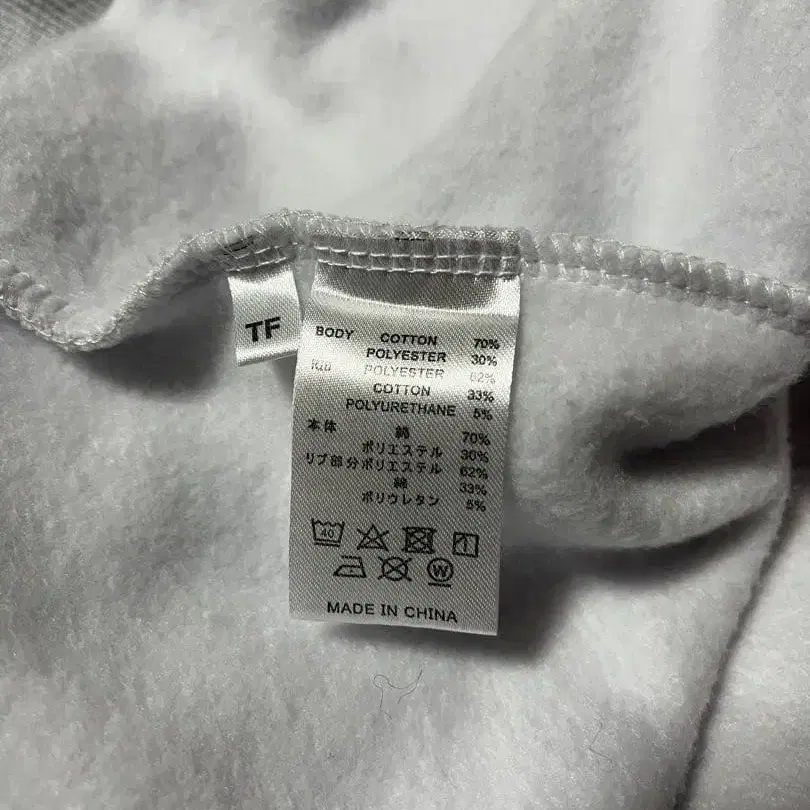 TF
BODY COTTON 70%
POLYESTER 30%
RIB POLYESTER 62%
COTTON 33%
POLYURETHANE 5%
本体 綿 70%
ポリエステル 30%
リブ部分ポリエステル 62%
綿 33%
ポリウレタン 5%
40
W
MADE IN CHINA